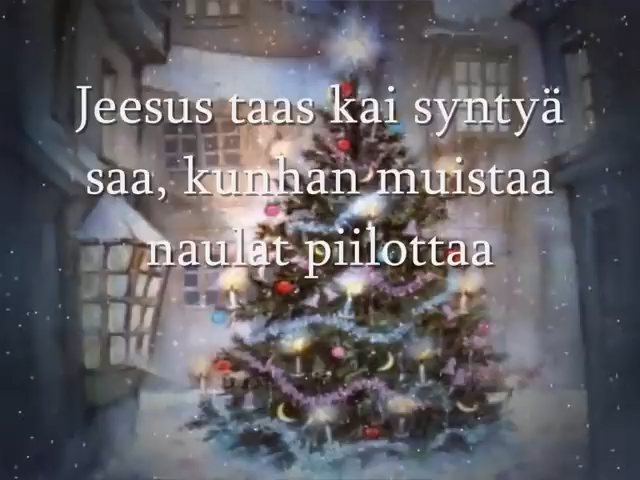 Jeesus taas kai syntyä
saa, kunhan muistaa
naulat piilottaa